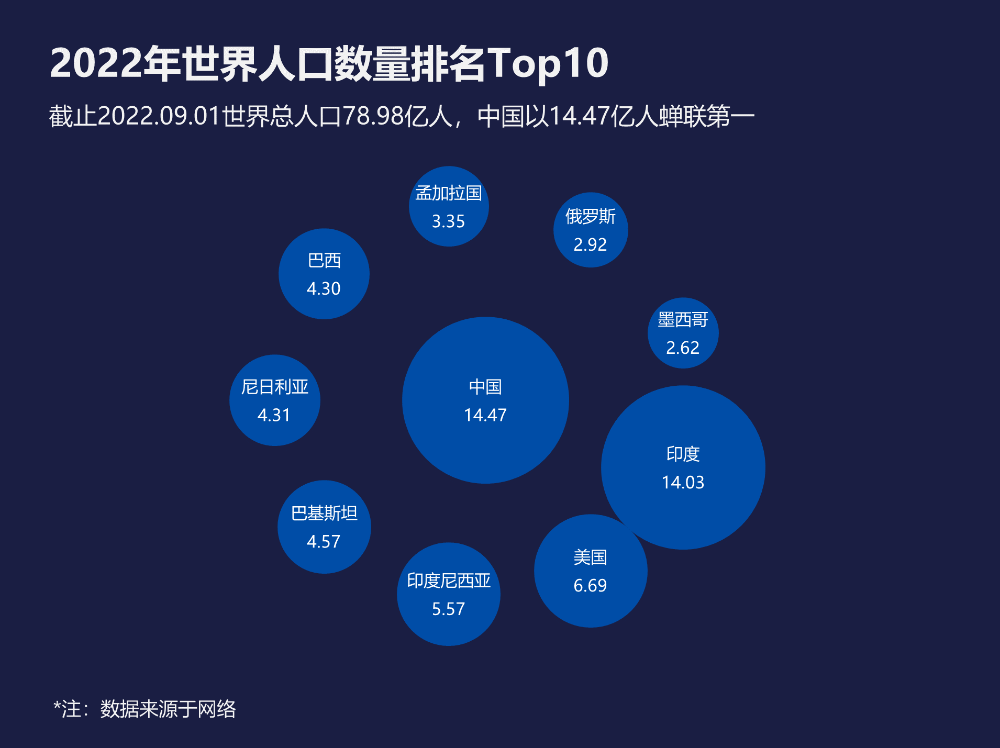 2022年世界人口数量排名Top10
截止2022.09.01世界总人口78.98亿人，中国以14.47亿人蝉联第一
孟加拉国
3.35
俄罗斯
2.92
巴西
4.30
墨西哥
2.62
尼日利亚
4.31
中国
14.47
印度
14.03
巴基斯坦
4.57
美国
6.69
印度尼西亚
5.57
*注：数据来源于网络